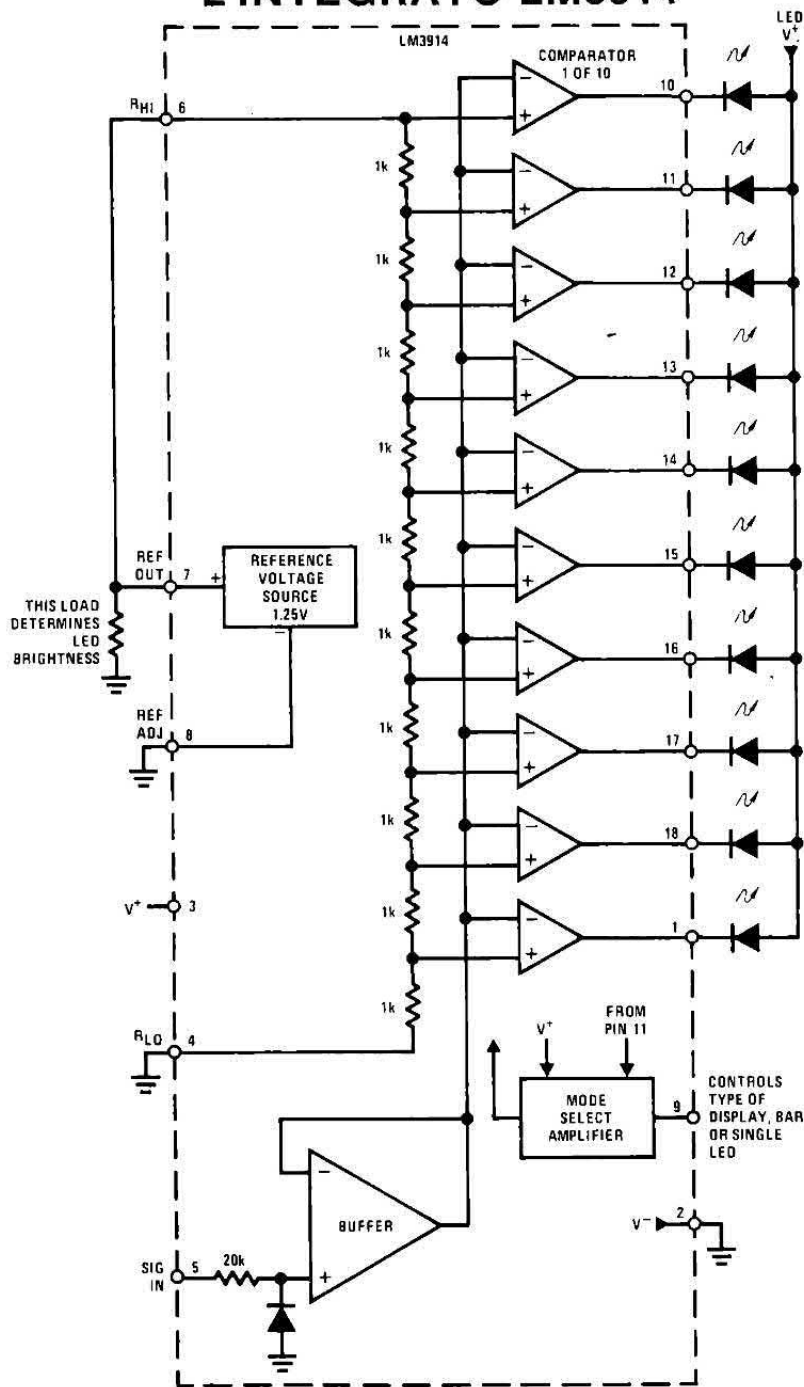 LM3914
LED
V+
COMPARATOR
1 OF 10
RHI
6
10
1k
11
1k
12
1k
13
1k
14
1k
15
1k
16
1k
17
1k
18
1k
1
1k
REF
OUT
7
+
REFERENCE
VOLTAGE
SOURCE
1.25V
−
THIS LOAD
DETERMINES
LED
BRIGHTNESS
REF
ADJ
8
V+
3
RLO
4
V+
FROM
PIN 11
MODE
SELECT
AMPLIFIER
9
CONTROLS
TYPE OF
DISPLAY, BAR
OR SINGLE
LED
V−
2
BUFFER
−
+
SIG
IN
5
20k